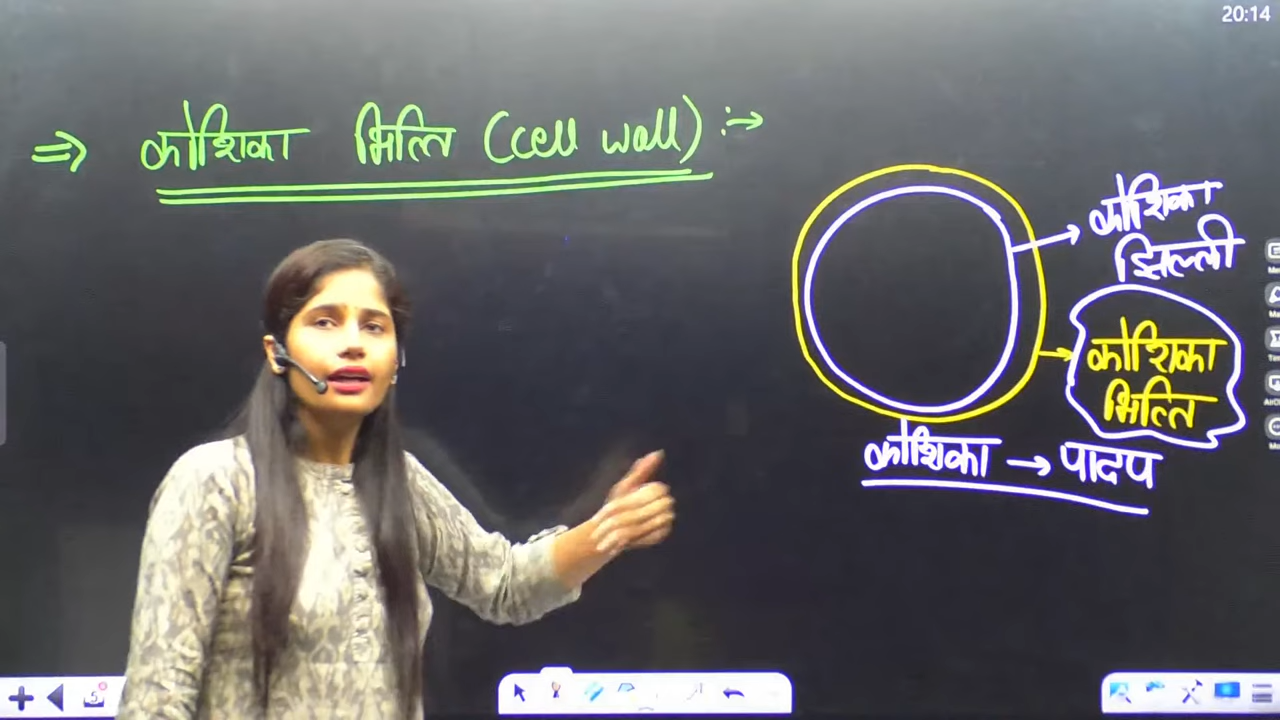 20:14
⇒ कोशिका भित्ति (cell wall) :→
कोशिका
झिल्ली
कोशिका
भित्ति
कोशिका → पादप